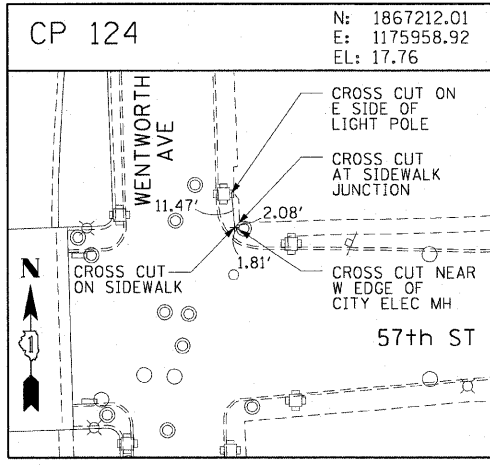 CP 124
N: 1867212.01
E: 1175958.92
EL: 17.76
WENTWORTH
AVE
CROSS CUT ON
E SIDE OF
LIGHT POLE
CROSS CUT
AT SIDEWALK
JUNCTION
11.47'
2.08'
1.81'
CROSS CUT
ON SIDEWALK
CROSS CUT NEAR
W EDGE OF
CITY ELEC MH
N
1
57th ST